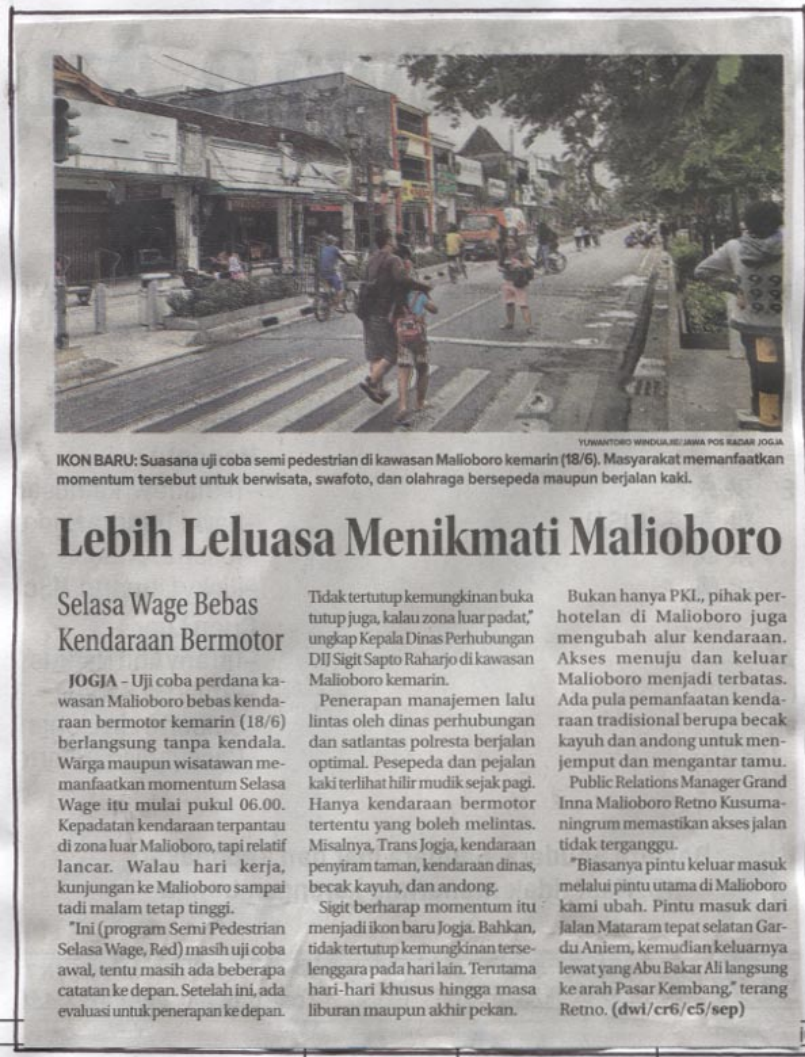 YUWANTORO WINDUAJIE/JAWA POS RADAR JOGJA
IKON BARU: Suasana uji coba semi pedestrian di kawasan Malioboro kemarin (18/6). Masyarakat memanfaatkan
momentum tersebut untuk berwisata, swafoto, dan olahraga bersepeda maupun berjalan kaki.
Lebih Leluasa Menikmati Malioboro
Selasa Wage Bebas
Kendaraan Bermotor
JOGJA – Uji coba perdana ka-
wasan Malioboro bebas kenda-
raan bermotor kemarin (18/6)
berlangsung tanpa kendala.
Warga maupun wisatawan me-
manfaatkan momentum Selasa
Wage itu mulai pukul 06.00.
Kepadatan kendaraan terpantau
di zona luar Malioboro, tapi relatif
lancar. Walau hari kerja,
kunjungan ke Malioboro sampai
tadi malam tetap tinggi.
"Ini (program Semi Pedestrian
Selasa Wage, Red) masih uji coba
awal, tentu masih ada beberapa
catatan ke depan. Setelah ini, ada
evaluasi untuk penerapan ke depan.
Tidak tertutup kemungkinan buka
tutup juga, kalau zona luar padat,"
ungkap Kepala Dinas Perhubungan
DIJ Sigit Sapto Raharjo di kawasan
Malioboro kemarin.
Penerapan manajemen lalu
lintas oleh dinas perhubungan
dan satlantas polresta berjalan
optimal. Pesepeda dan pejalan
kaki terlihat hilir mudik sejak pagi.
Hanya kendaraan bermotor
tertentu yang boleh melintas.
Misalnya, Trans Jogja, kendaraan
penyiram taman, kendaraan dinas,
becak kayuh, dan andong.
Sigit berharap momentum itu
menjadi ikon baru Jogja. Bahkan,
tidak tertutup kemungkinan terse-
lenggara pada hari lain. Terutama
hari-hari khusus hingga masa
liburan maupun akhir pekan.
Bukan hanya PKL, pihak per-
hotelan di Malioboro juga
mengubah alur kendaraan.
Akses menuju dan keluar
Malioboro menjadi terbatas.
Ada pula pemanfaatan kenda-
raan tradisional berupa becak
kayuh dan andong untuk men-
jemput dan mengantar tamu.
Public Relations Manager Grand
Inna Malioboro Retno Kusuma-
ningrum memastikan akses jalan
tidak terganggu.
"Biasanya pintu keluar masuk
melalui pintu utama di Malioboro
kami ubah. Pintu masuk dari
Jalan Mataram tepat selatan Gar-
du Aniem, kemudian keluarnya
lewat yang Abu Bakar Ali langsung
ke arah Pasar Kembang," terang
Retno. (dwi/cr6/c5/sep)